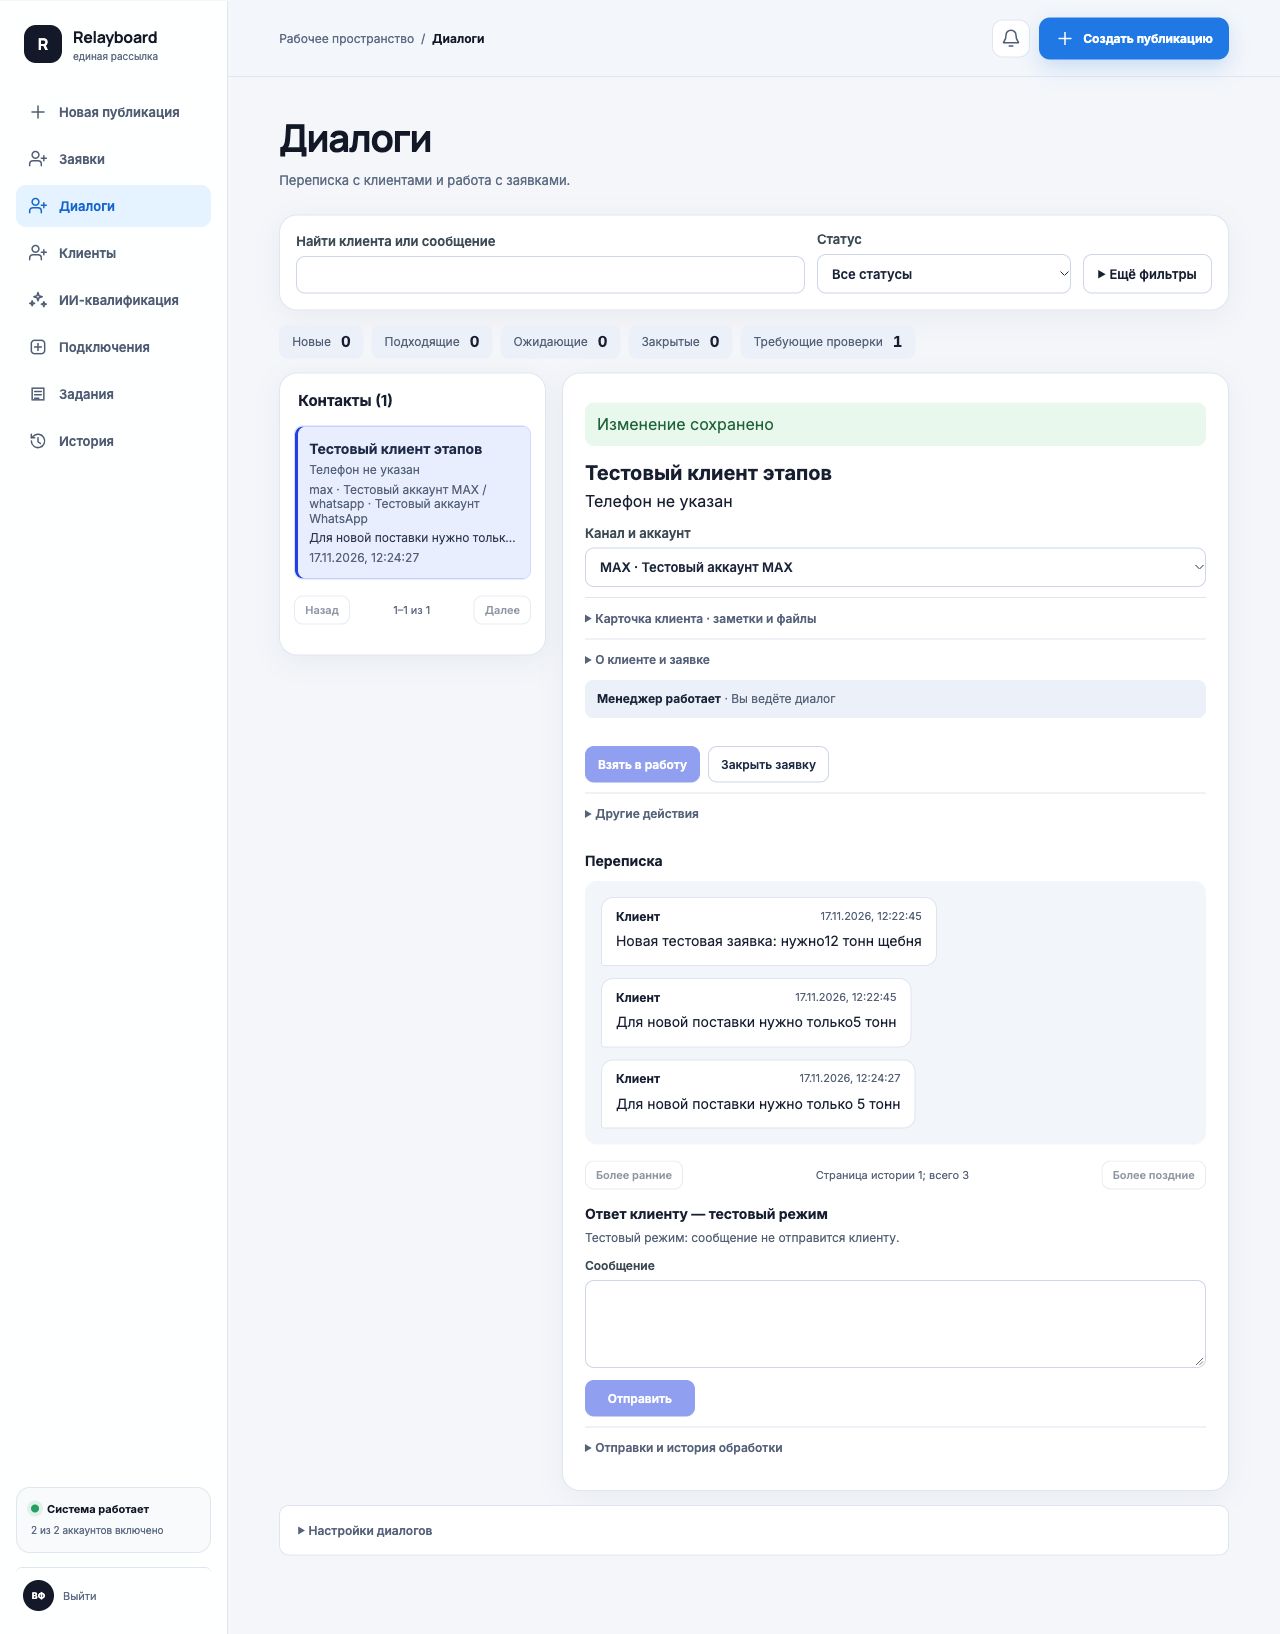 R
Relayboard
единая рассылка
Новая публикация
Заявки
Диалоги
Клиенты
ИИ-квалификация
Подключения
Задания
История
Система работает
2 из 2 аккаунтов включено
ВФ
Выйти
Рабочее пространство / Диалоги
Создать публикацию
Диалоги
Переписка с клиентами и работа с заявками.
Найти клиента или сообщение
Статус
Все статусы
Ещё фильтры
Новые 0
Подходящие 0
Ожидающие 0
Закрытые 0
Требующие проверки 1
Контакты (1)
Тестовый клиент этапов
Телефон не указан
max · Тестовый аккаунт MAX /
whatsapp · Тестовый аккаунт
WhatsApp
Для новой поставки нужно тольк…
17.11.2026, 12:24:27
Назад
1–1 из 1
Далее
Изменение сохранено
Тестовый клиент этапов
Телефон не указан
Канал и аккаунт
MAX · Тестовый аккаунт MAX
Карточка клиента · заметки и файлы
О клиенте и заявке
Менеджер работает · Вы ведёте диалог
Взять в работу
Закрыть заявку
Другие действия
Переписка
Клиент 17.11.2026, 12:22:45
Новая тестовая заявка: нужно12 тонн щебня
Клиент 17.11.2026, 12:22:45
Для новой поставки нужно только5 тонн
Клиент 17.11.2026, 12:24:27
Для новой поставки нужно только 5 тонн
Более ранние
Страница истории 1; всего 3
Более поздние
Ответ клиенту — тестовый режим
Тестовый режим: сообщение не отправится клиенту.
Сообщение
Отправить
Отправки и история обработки
Настройки диалогов